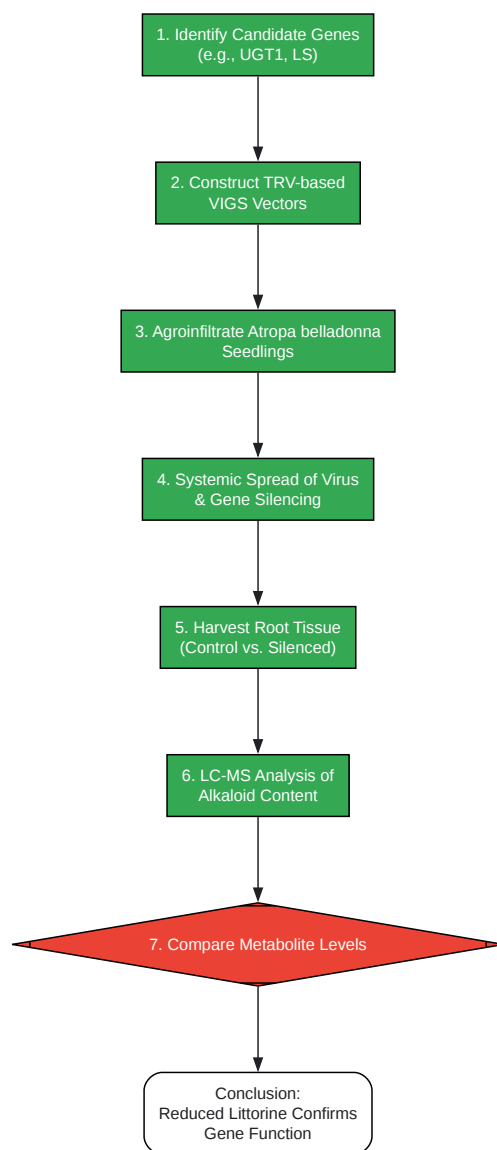 1. Identify Candidate Genes
(e.g., UGT1, LS)
2. Construct TRV-based
VIGS Vectors
3. Agroinfiltrate Atropa belladonna
Seedlings
4. Systemic Spread of Virus
& Gene Silencing
5. Harvest Root Tissue
(Control vs. Silenced)
6. LC-MS Analysis of
Alkaloid Content
7. Compare Metabolite Levels
Conclusion:
Reduced Littorine Confirms
Gene Function